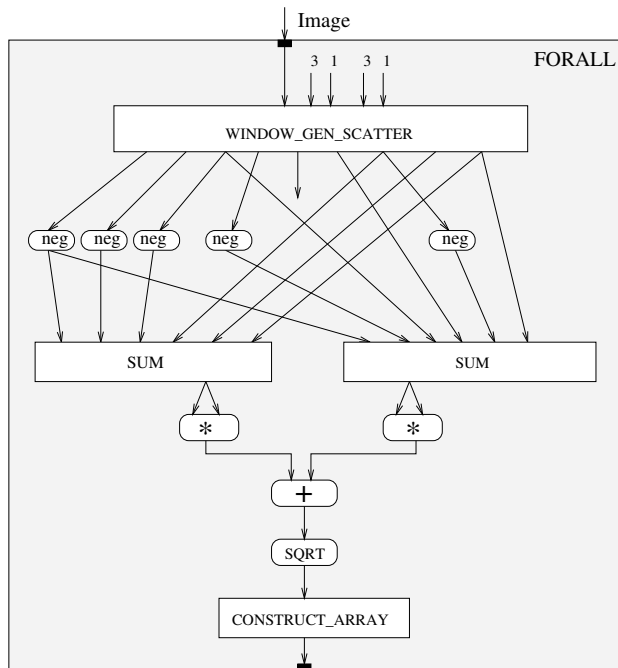 Image
FORALL
3 1 3 1
WINDOW_GEN_SCATTER
neg neg neg neg neg
SUM SUM
* *
+
SQRT
CONSTRUCT_ARRAY